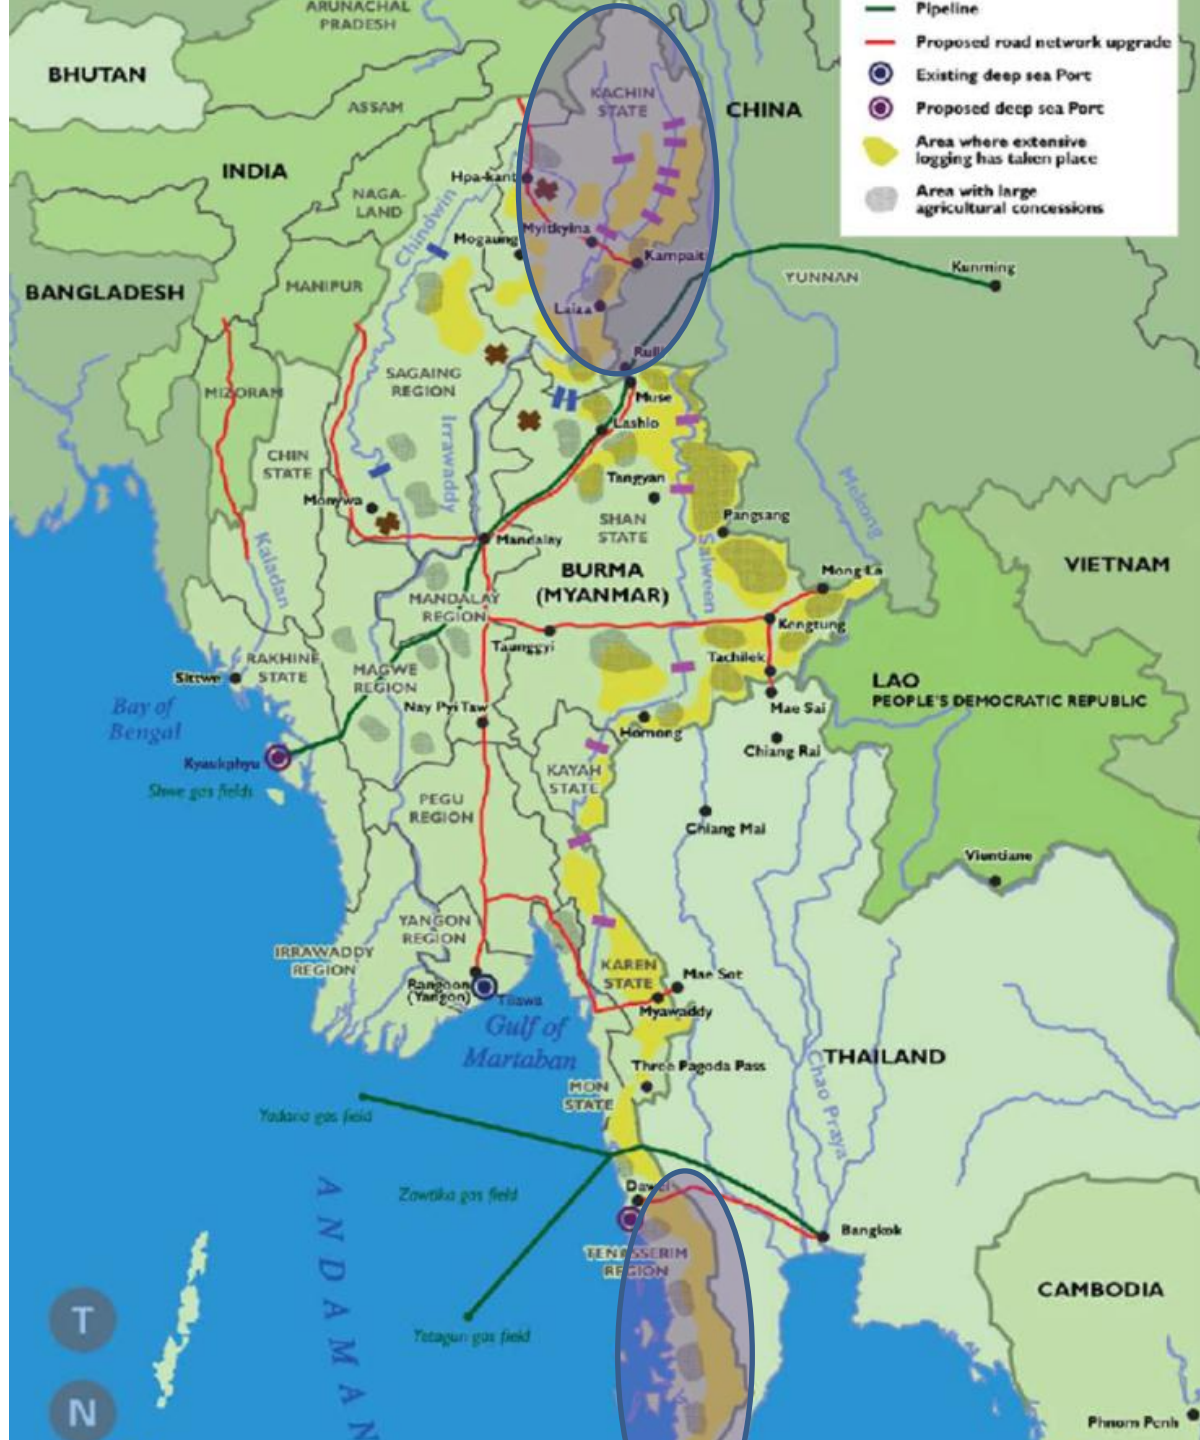 Pipeline
Proposed road network upgrade
Existing deep sea Port
Proposed deep sea Port
Area where extensive
logging has taken place
Area with large
agricultural concessions
ARUNACHAL
PRADESH
BHUTAN
ASSAM
KACHIN
STATE
CHINA
INDIA
Hpa-kant
NAGA-
LAND
Chindwin
Myitkyina
Mogaung
Kampait
YUNNAN
Kunming
MANIPUR
BANGLADESH
Laiza
Ruili
SAGAING
REGION
MIZORAM
Muse
Lashio
Irrawaddy
CHIN
STATE
Tangyan
Mekong
Monywa
SHAN
STATE
Pangsang
Kaladan
Mandalay
Salween
BURMA
(MYANMAR)
VIETNAM
Mong La
MANDALAY
REGION
Kengtung
Taunggyi
RAKHINE
STATE
Sittwe
MAGWE
REGION
Tachilek
LAO
PEOPLE'S DEMOCRATIC REPUBLIC
Nay Pyi Taw
Mae Sai
Bay of
Bengal
Homong
Chiang Rai
Kyaukphyu
KAYAH
STATE
Shwe gas fields
PEGU
REGION
Chiang Mai
Vientiane
YANGON
REGION
IRRAWADDY
REGION
KAREN
STATE
Mae Sot
Rangoon
(Yangon)
Tilawa
Myawaddy
Gulf of
Martaban
THAILAND
Three Pagoda Pass
MON
STATE
Yadana gas field
Chao Praya
Zawtika gas field
Dawei
Bangkok
TENASSERIM
REGION
CAMBODIA
T
Yetagun gas field
ANDAMAN
N
Phnom Penh